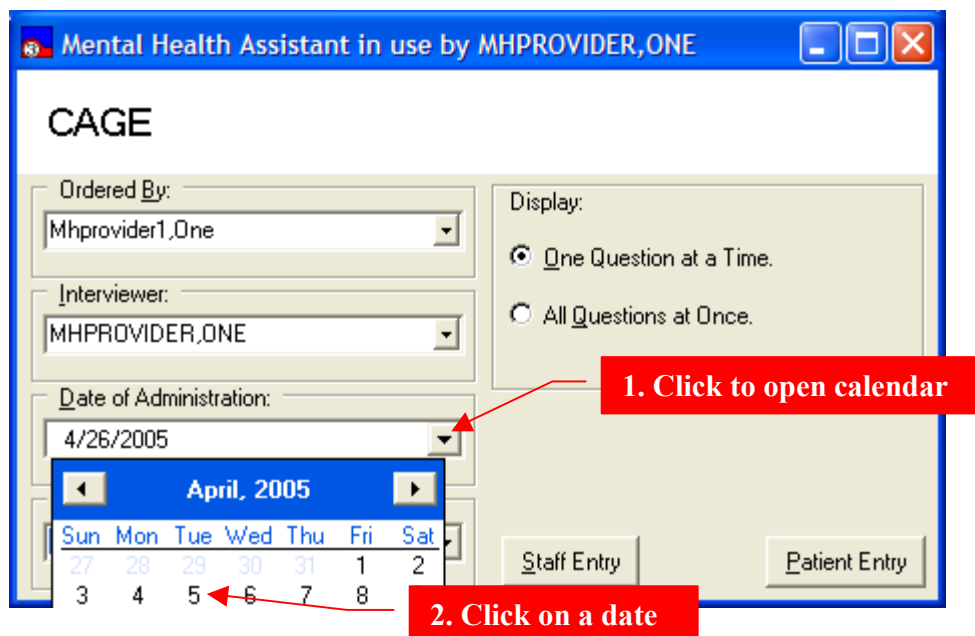 Mental Health Assistant in use by MHPROVIDER,ONE
CAGE
Ordered By:
Mhprovider1,One
Interviewer:
MHPROVIDER,ONE
Date of Administration:
4/26/2005
April, 2005
Sun Mon Tue Wed Thu Fri Sat
27 28 29 30 31 1 2
3 4 5 6 7 8
Display:
One Question at a Time.
All Questions at Once.
1. Click to open calendar
Staff Entry
Patient Entry
2. Click on a date